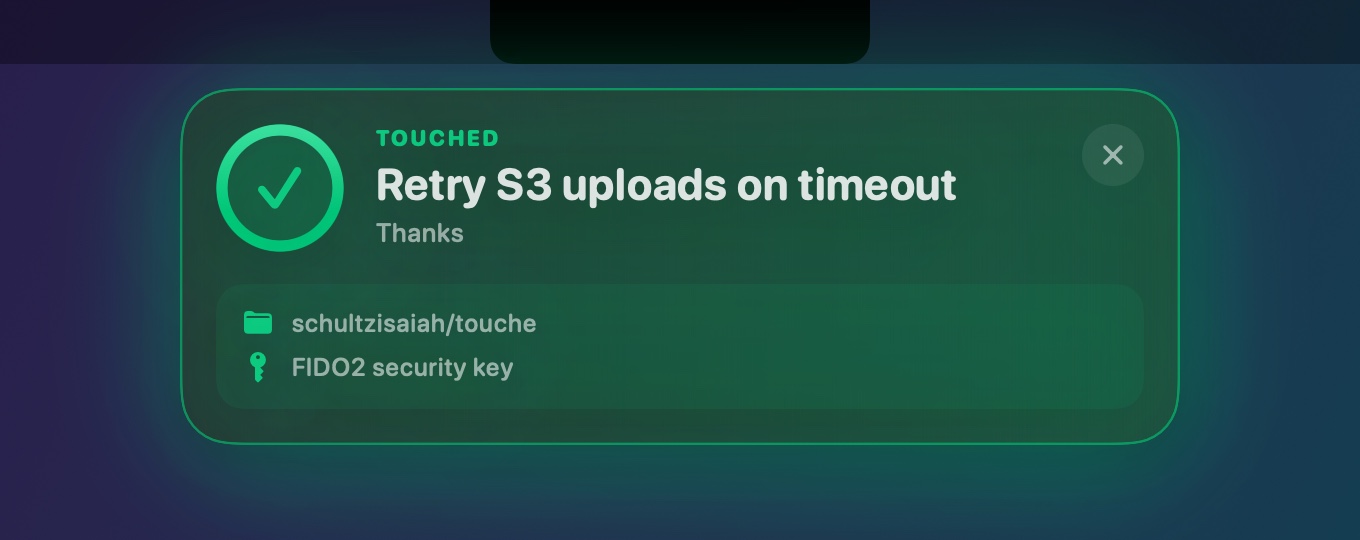 TOUCHED
Retry S3 uploads on timeout
Thanks
schultzisaiah/touche
FIDO2 security key